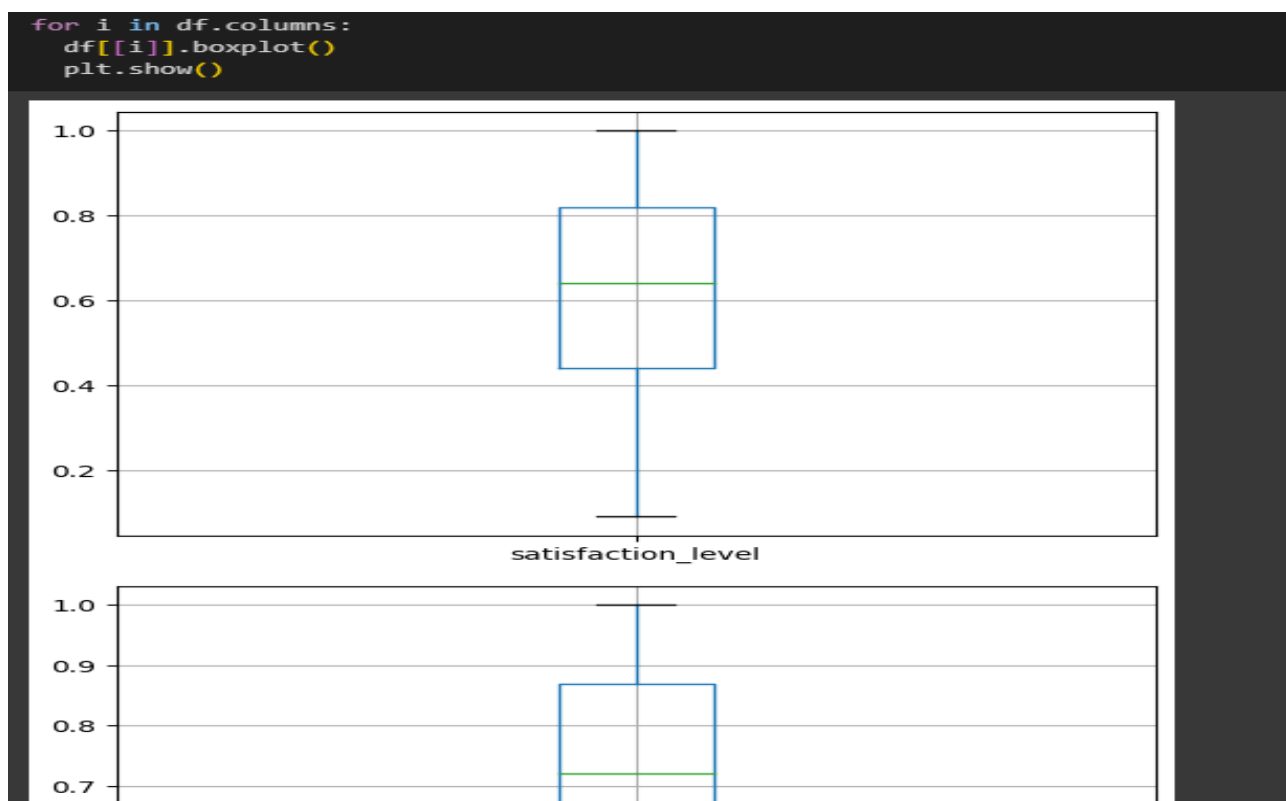 for i in df.columns:
  df[[i]].boxplot()
  plt.show()
1.0
0.8
0.6
0.4
0.2
satisfaction_level
1.0
0.9
0.8
0.7